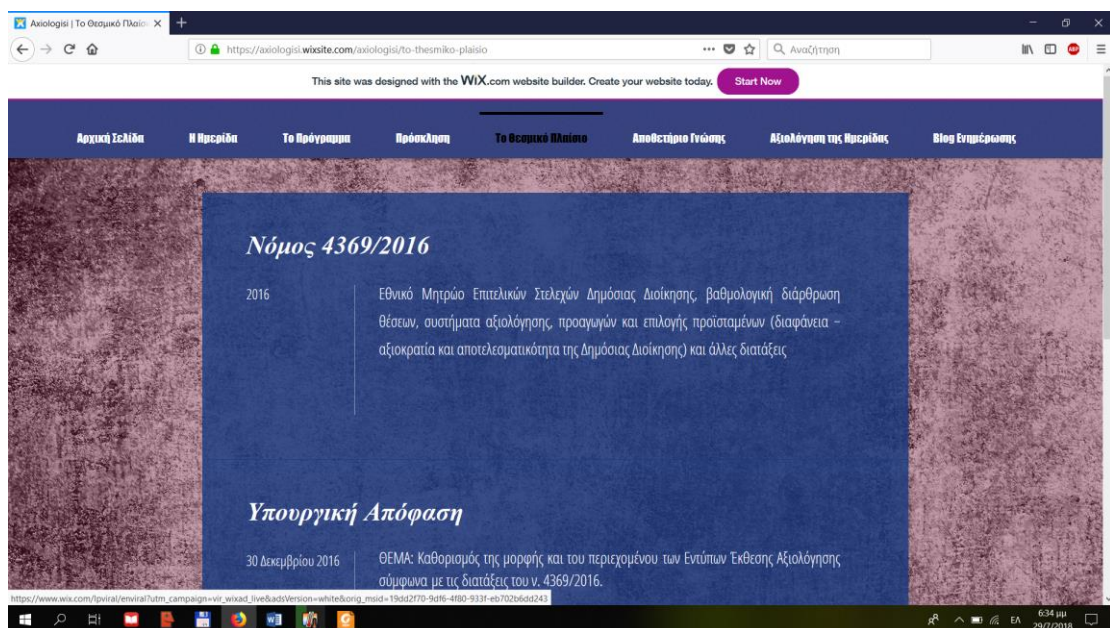 Axiologisi | Το Θεσμικό Πλαίσι
https://axiologisi.wixsite.com/axiologisi/to-thesmiko-plaisio
Αναζήτηση
ABP
This site was designed with the WiX.com website builder. Create your website today. Start Now
Αρχική Σελίδα Η Ημερίδα Το Πρόγραμμα Πρόσκληση Το Θεσμικό Πλαίσιο Αποθετήριο Γνώσης Αξιολόγηση της Ημερίδας Blog Ενημέρωσης
Νόμος 4369/2016
2016
Εθνικό Μητρώο Επιτελικών Στελεχών Δημόσιας Διοίκησης, βαθμολογική διάρθρωση
θέσεων, συστήματα αξιολόγησης, προαγωγών και επιλογής προϊσταμένων (διαφάνεια –
αξιοκρατία και αποτελεσματικότητα της Δημόσιας Διοίκησης) και άλλες διατάξεις
Υπουργική Απόφαση
30 Δεκεμβρίου 2016
ΘΕΜΑ: Καθορισμός της μορφής και του περιεχομένου των Εντύπων Έκθεσης Αξιολόγησης
σύμφωνα με τις διατάξεις του ν. 4369/2016.
https://www.wix.com/lpviral/enviral?utm_campaign=vir_wixad_live&adsVersion=white&orig_msid=19dd2f70-9df6-4f80-933f-eb702b6dd243
ΕΛ
6:34 μμ
29/7/2018